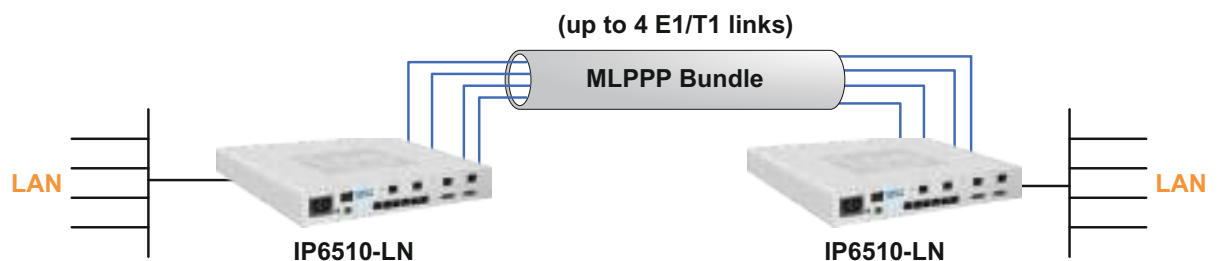 (up to 4 E1/T1 links)
MLPPP Bundle
LAN
LAN
IP6510-LN
IP6510-LN